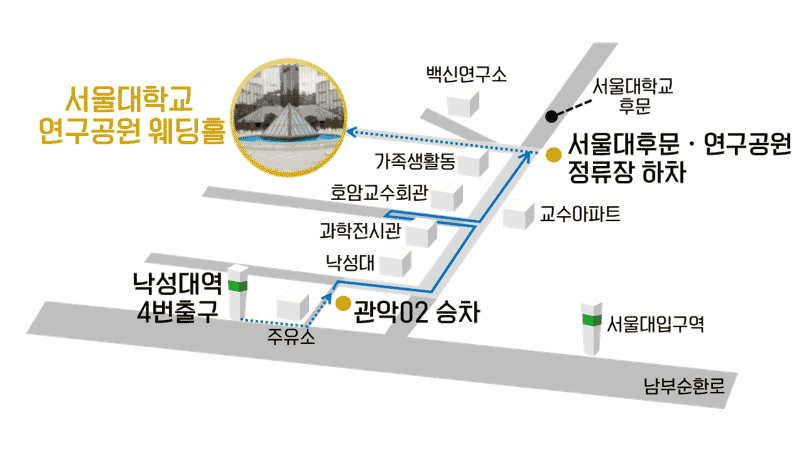 백신연구소
서울대학교
후문
서울대학교
연구공원 웨딩홀
서울대후문 · 연구공원
정류장 하차
가족생활동
호암교수회관
교수아파트
과학전시관
낙성대
낙성대역
4번출구
관악02 승차
주유소
서울대입구역
남부순환로